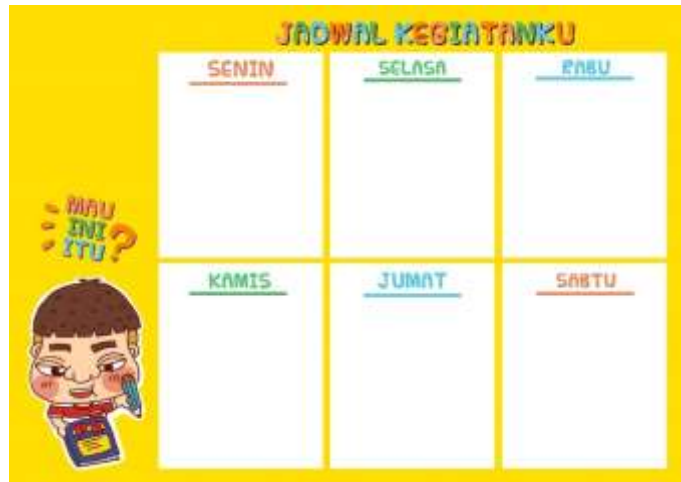 JADWAL KEGIATANKU
SENIN
SELASA
RABU
MAU
INI
ITU ?
KAMIS
JUMAT
SABTU